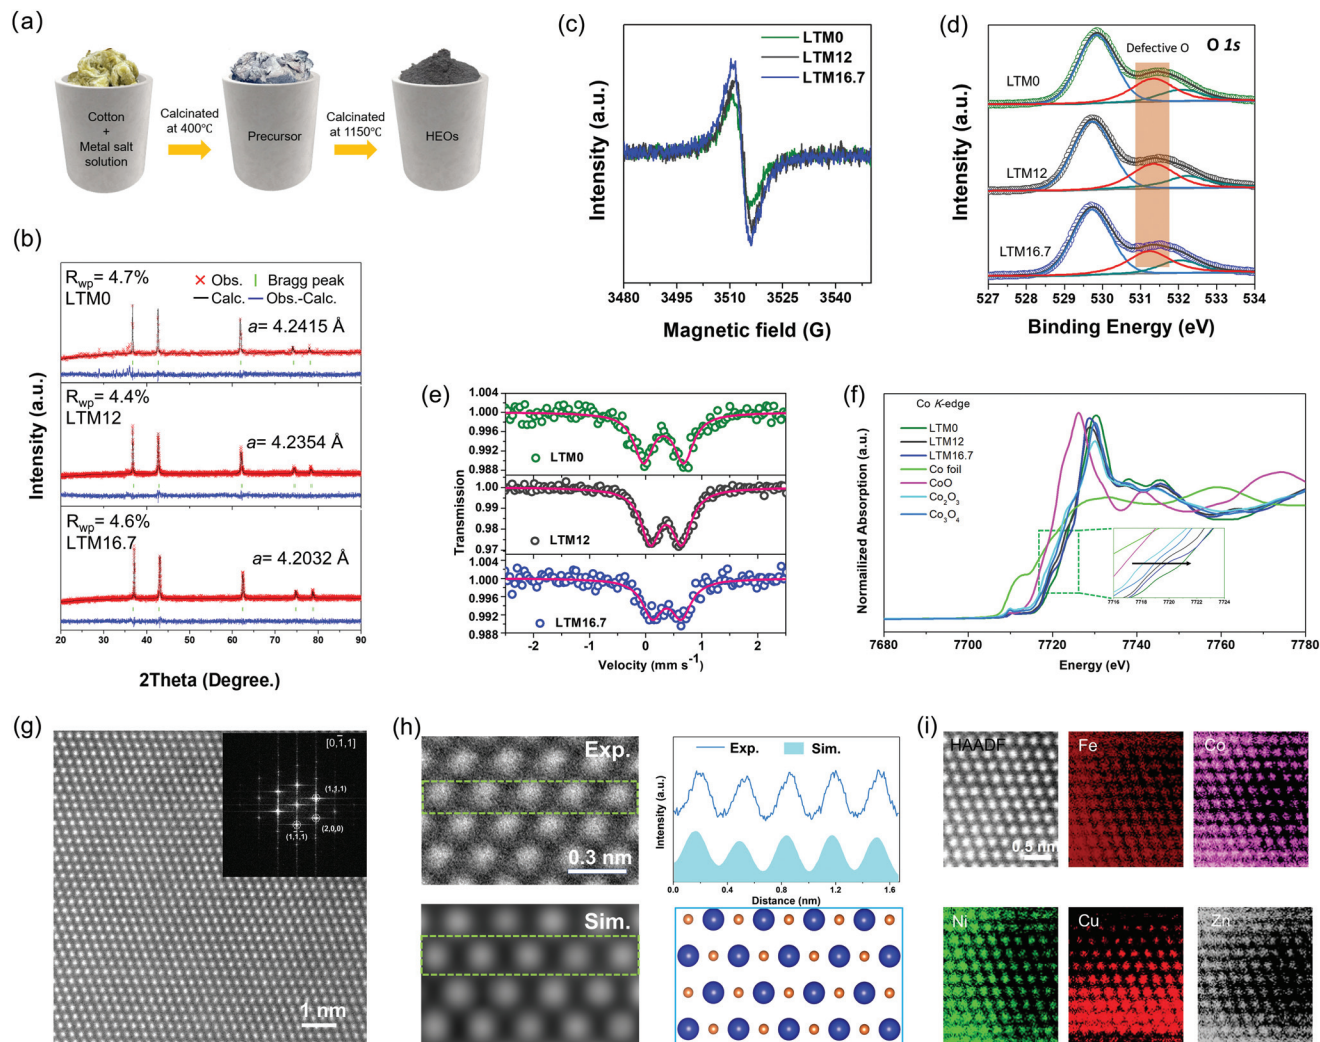 (a)
Cotton
+
Metal salt
solution
Calcinated
at 400℃
Precursor
Calcinated
at 1150℃
HEOs
(b)
Rwp= 4.7%
LTM0
× Obs. | Bragg peak
— Calc. — Obs.-Calc.
a= 4.2415 Å
Rwp= 4.4%
LTM12
a= 4.2354 Å
Rwp= 4.6%
LTM16.7
a= 4.2032 Å
Intensity (a.u.)
20 30 40 50 60 70 80 90
2Theta (Degree.)
(c)
LTM0
LTM12
LTM16.7
Intensity (a.u.)
3480 3495 3510 3525 3540
Magnetic field (G)
(d)
Defective O
O 1s
LTM0
LTM12
LTM16.7
Intensity (a.u.)
527 528 529 530 531 532 533 534
Binding Energy (eV)
(e)
1.004
1.000
0.996
0.992
0.988
LTM0
1.00
0.99
0.98
0.97
LTM12
1.004
1.000
0.996
0.992
0.988
LTM16.7
Transmission
-2 -1 0 1 2
Velocity (mm s-1)
(f)
Co K-edge
LTM0
LTM12
LTM16.7
Co foil
CoO
Co2O3
Co3O4
Normailized Absorption (a.u.)
7716 7718 7720 7722 7724
7680 7700 7720 7740 7760 7780
Energy (eV)
(g)
[0,1̄,1]
(1,1,1)
(2,0,0)
(1,1̄,1̄)
1 nm
(h)
Exp.
0.3 nm
Sim.
Exp. Sim.
Intensity (a.u.)
0.0 0.4 0.8 1.2 1.6
Distance (nm)
(i)
HAADF
0.5 nm
Fe
Co
Ni
Cu
Zn